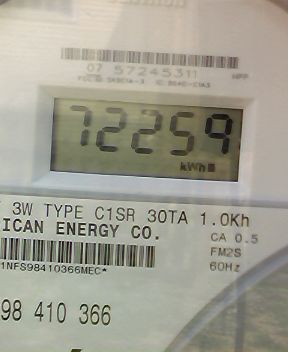 07 57245311
72259
kWh
3W TYPE C1SR 30TA 1.0Kh
ICAN ENERGY CO.
CA 0.5
FM2S
1NFS98410366MEC*
60Hz
98 410 366